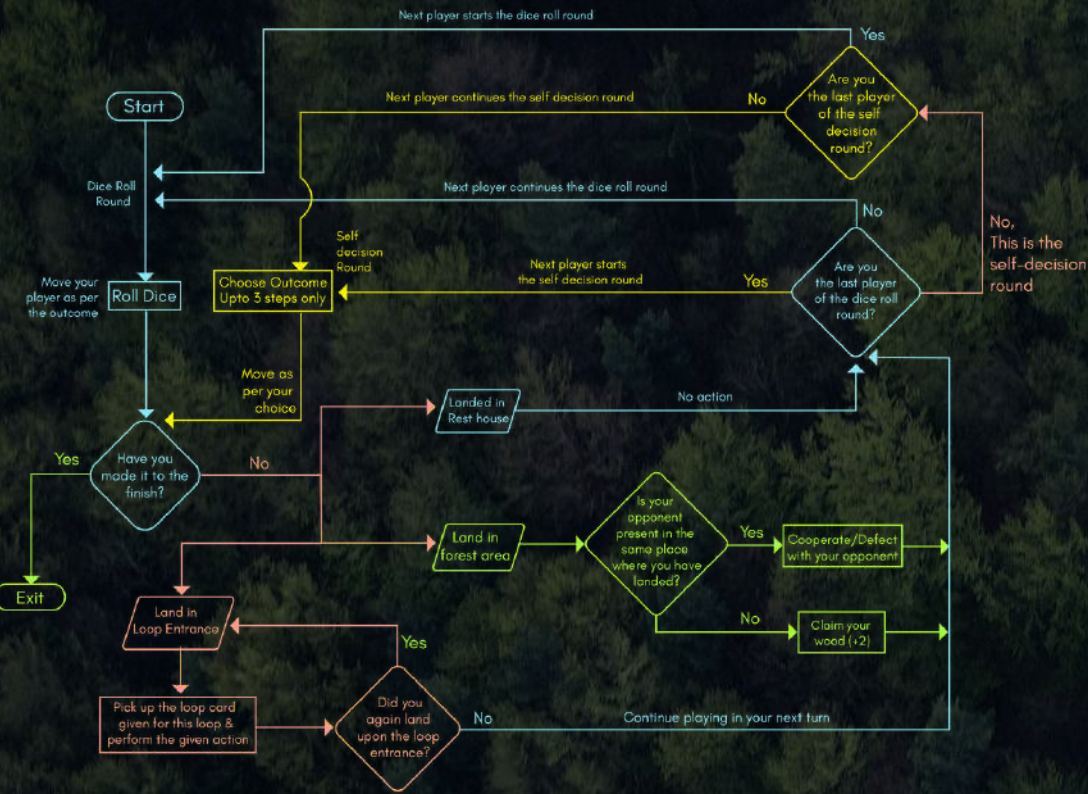 Next player starts the dice roll round
Yes
Are you
the last player
of the self
decision
round?
Start
Next player continues the self decision round
No
Dice Roll
Round
Next player continues the dice roll round
No
No,
This is the
self-decision
round
Self
decision
Round
Move your
player as per
the outcome
Roll Dice
Choose Outcome
Upto 3 steps only
Next player starts
the self decision round
Yes
Are you
the last player
of the dice roll
round?
Move as
per your
choice
Landed in
Rest house
No action
Yes
Have you
made it to the
finish?
No
Land in
forest area
Is your
opponent
present in the
same place
where you have
landed?
Yes
Cooperate/Defect
with your opponent
Exit
Land in
Loop Entrance
No
Claim your
wood (+2)
Yes
Pick up the loop card
given for this loop &
perform the given action
Did you
again land
upon the loop
entrance?
No
Continue playing in your next turn